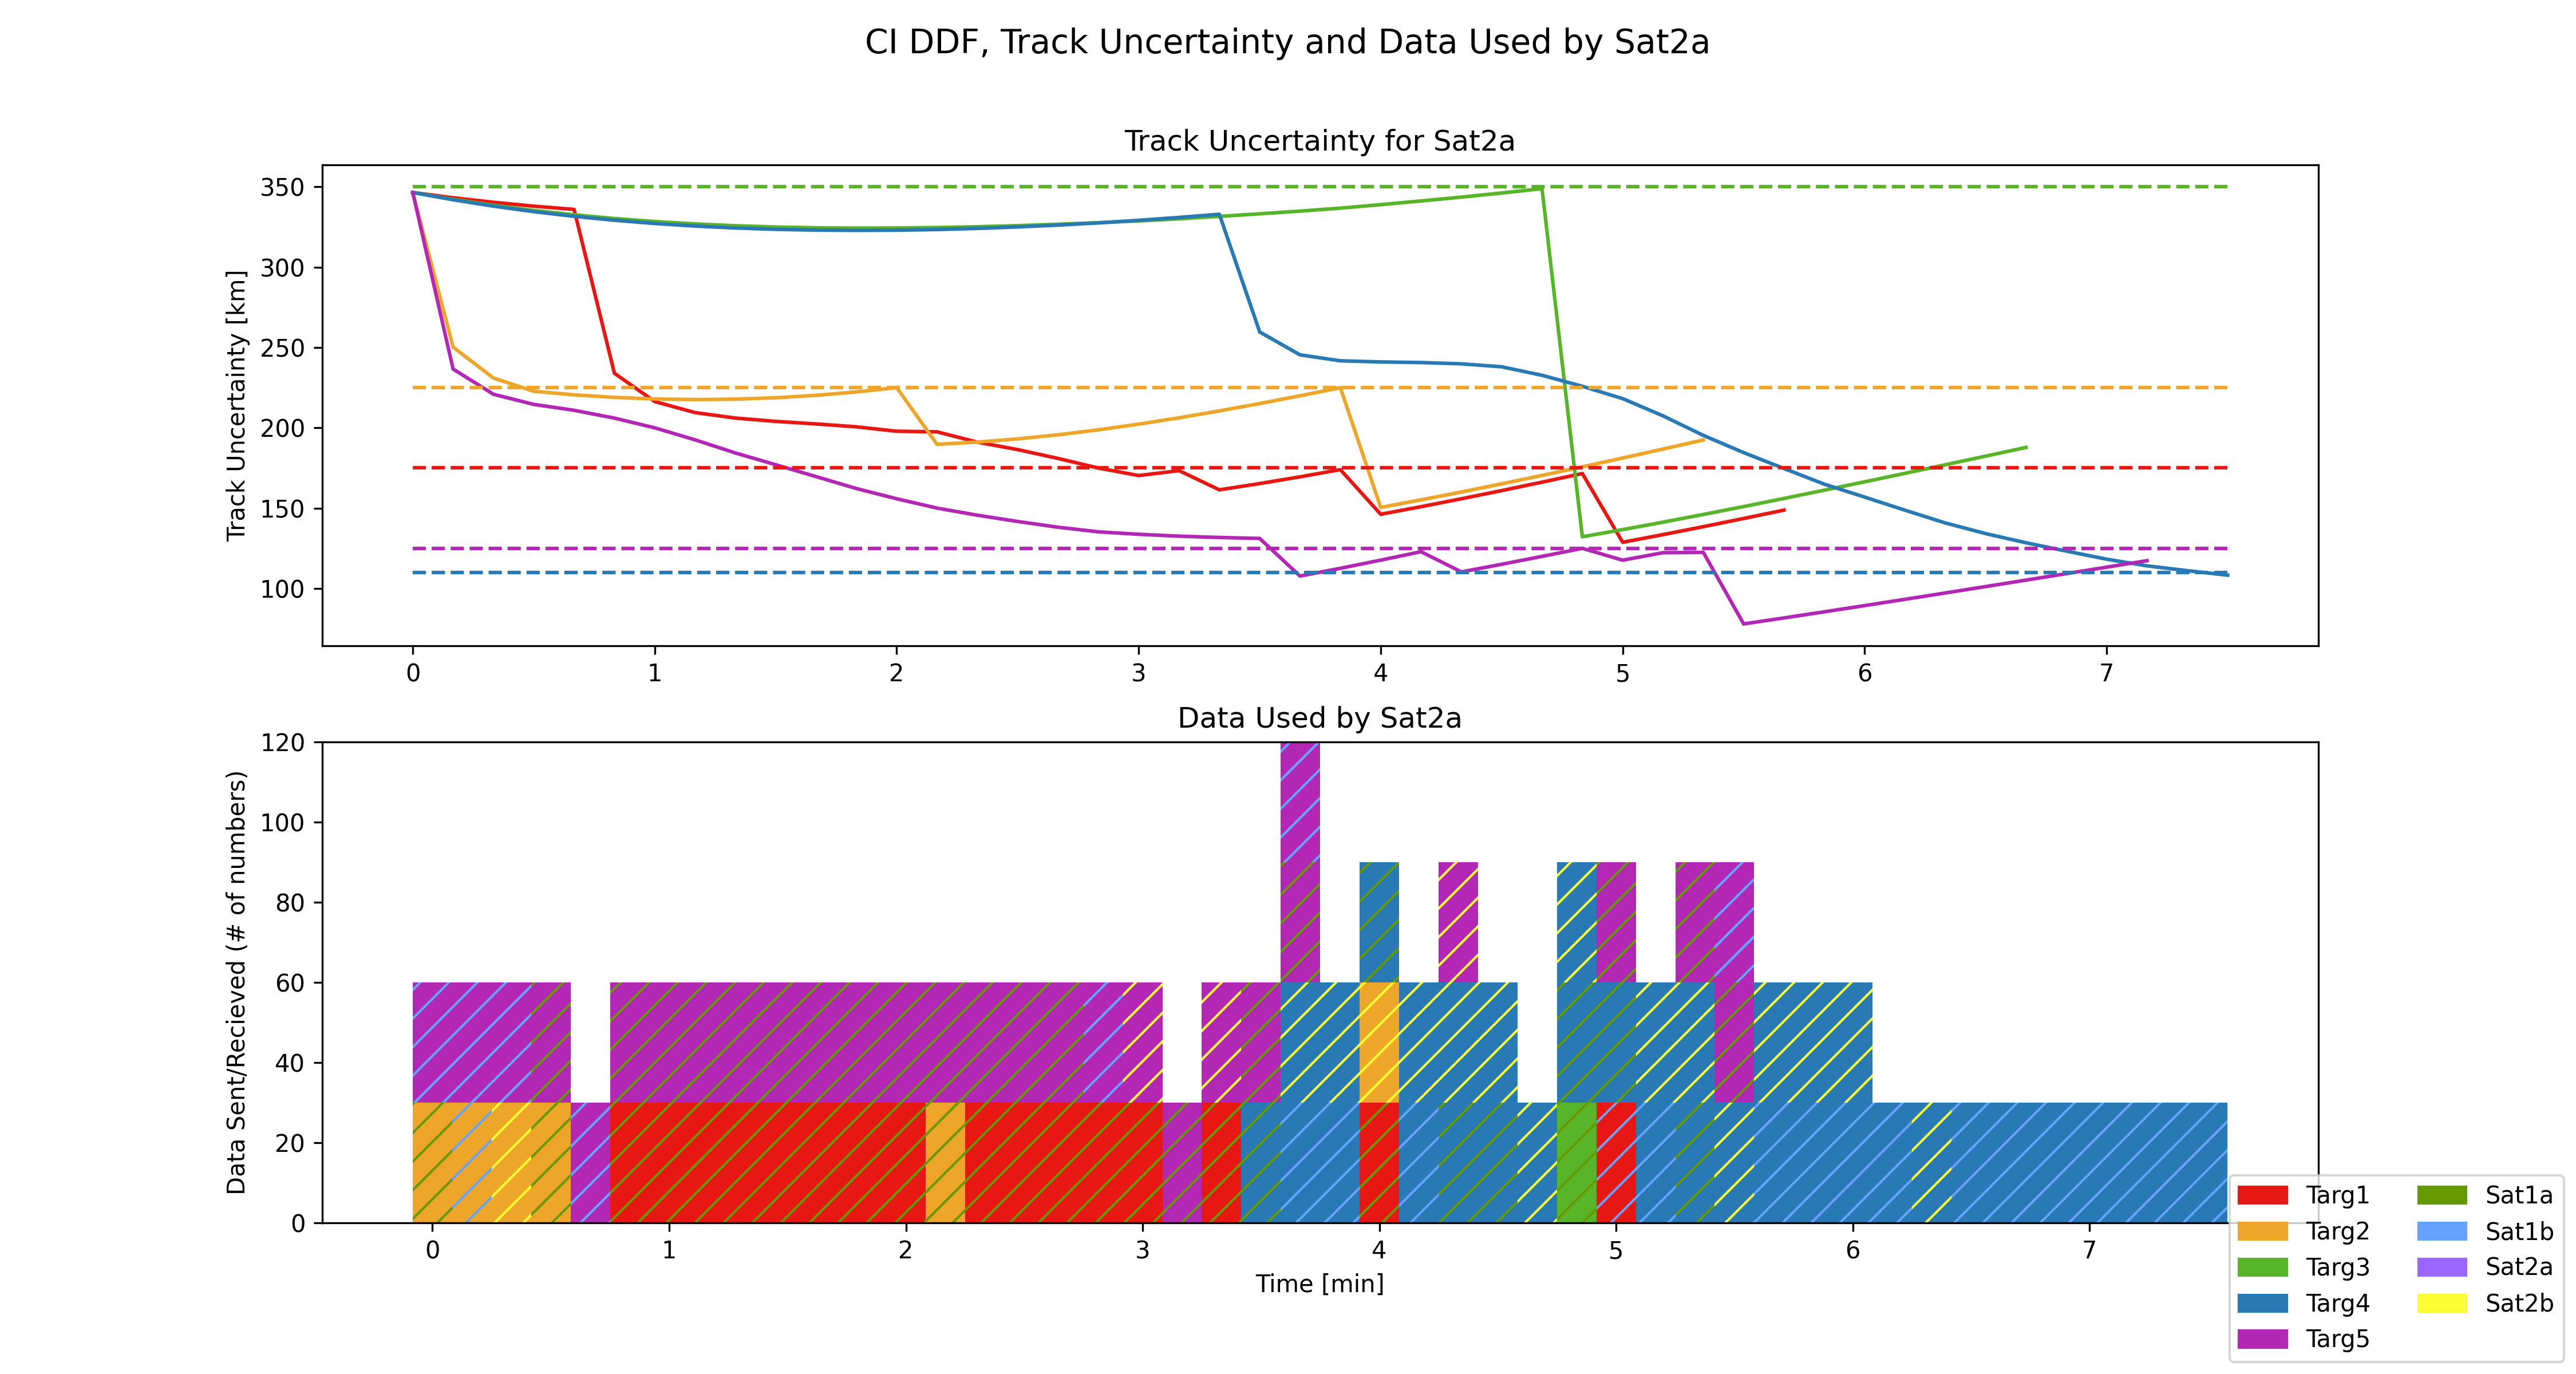 CI DDF, Track Uncertainty and Data Used by Sat2a
Track Uncertainty for Sat2a
Track Uncertainty [km]
350
300
250
200
150
100
0 1 2 3 4 5 6 7
Data Used by Sat2a
Data Sent/Recieved (# of numbers)
120
100
80
60
40
20
0
0 1 2 3 4 5 6 7
Time [min]
Targ1 Sat1a
Targ2 Sat1b
Targ3 Sat2a
Targ4 Sat2b
Targ5